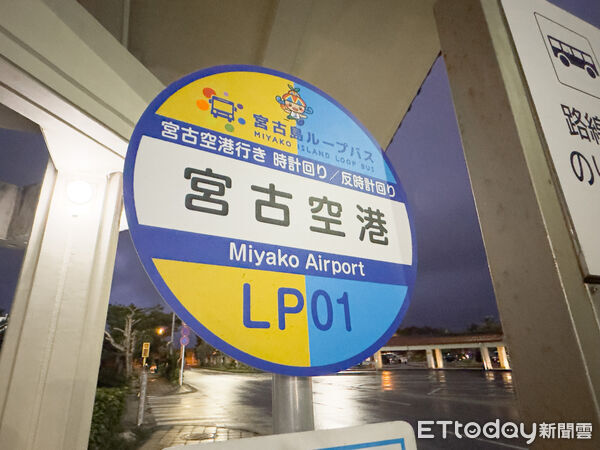 宮古島ループバス
MIYAKO ISLAND LOOP BUS
宮古空港行き 時計回り／反時計回り
宮古空港
Miyako Airport
LP01
路線
のり
ETtoday新聞雲